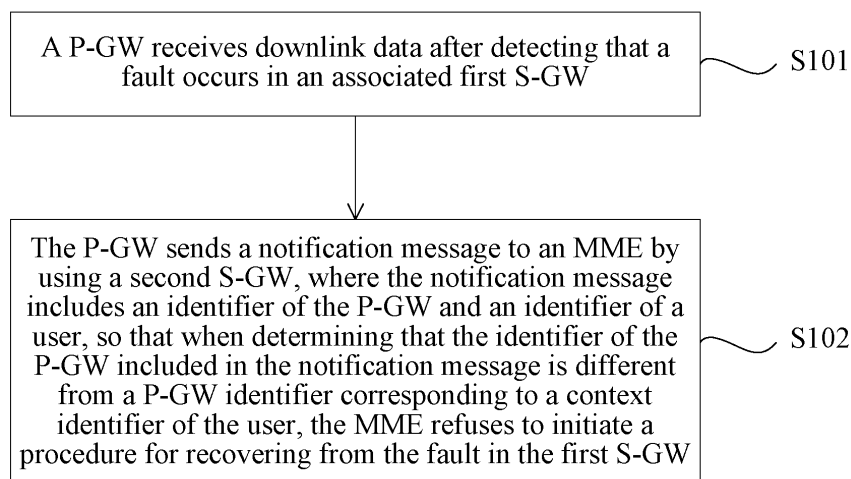 A P-GW receives downlink data after detecting that a
fault occurs in an associated first S-GW
S101
The P-GW sends a notification message to an MME by
using a second S-GW, where the notification message
includes an identifier of the P-GW and an identifier of a
user, so that when determining that the identifier of the
P-GW included in the notification message is different
from a P-GW identifier corresponding to a context
identifier of the user, the MME refuses to initiate a
procedure for recovering from the fault in the first S-GW
S102